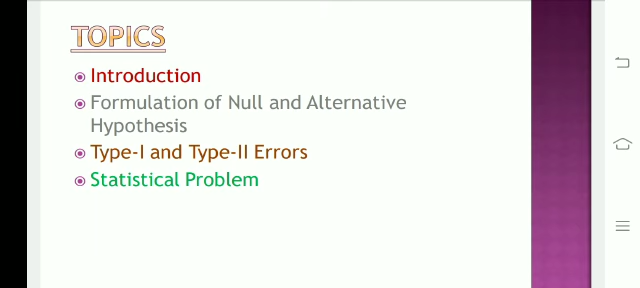 TOPICS
Introduction
Formulation of Null and Alternative
Hypothesis
Type-I and Type-II Errors
Statistical Problem